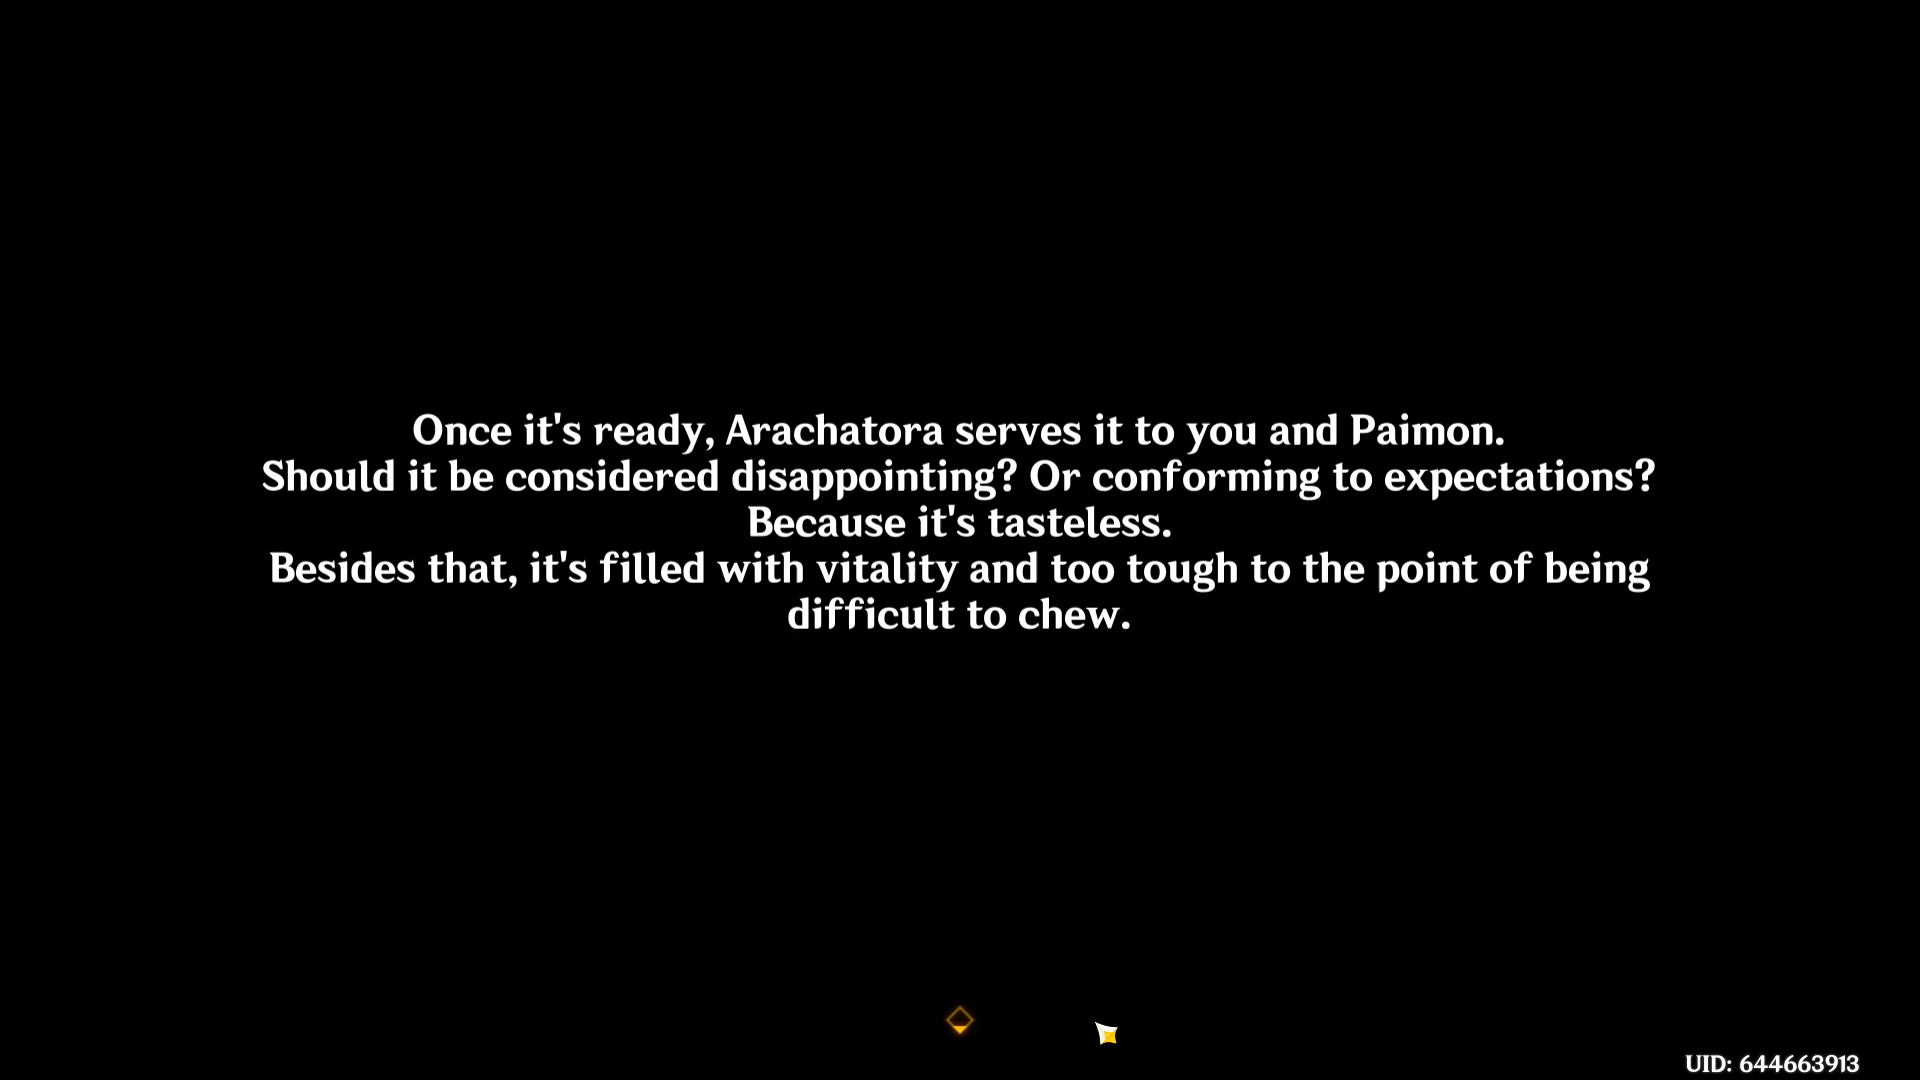 Once it's ready, Arachatora serves it to you and Paimon.
Should it be considered disappointing? Or conforming to expectations?
Because it's tasteless.
Besides that, it's filled with vitality and too tough to the point of being
difficult to chew.
UID: 644663913